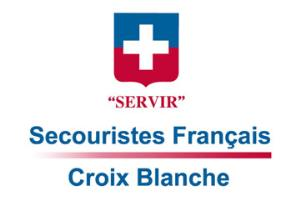 “SERVIR”
Secouristes Français
Croix Blanche